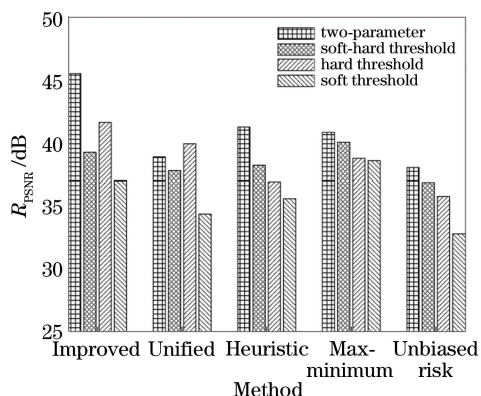 50
45
40
35
30
25
R_PSNR /dB
two-parameter
soft-hard threshold
hard threshold
soft threshold
Improved Unified Heuristic Max-minimum Unbiased risk
Method